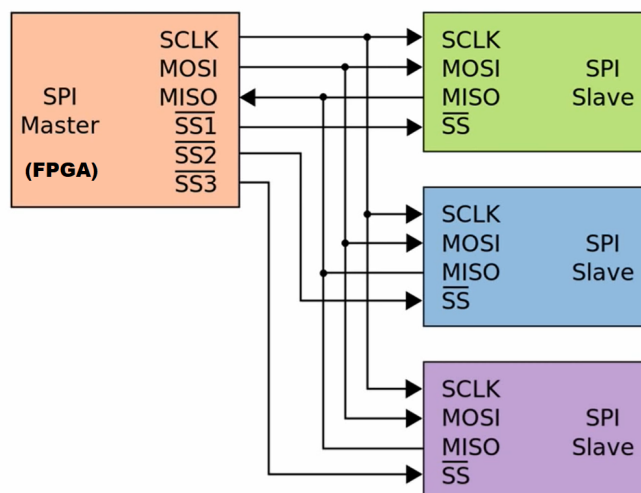 SCLK
MOSI
MISO
SS1
SS2
SS3
SPI
Master
(FPGA)
SCLK
MOSI
MISO
SS
SPI
Slave
SCLK
MOSI
MISO
SS
SPI
Slave
SCLK
MOSI
MISO
SS
SPI
Slave